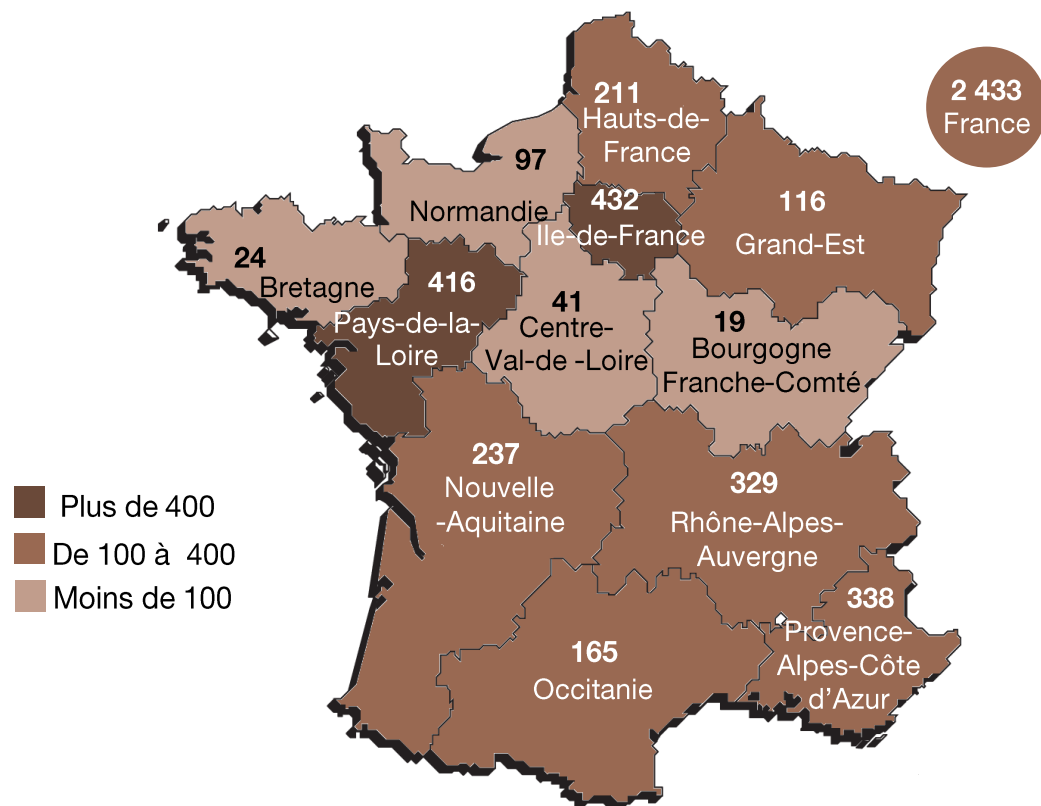 211
Hauts-de-
France
2 433
France
97
Normandie
432
Ile-de-France
116
Grand-Est
24
Bretagne
416
Pays-de-la-
Loire
41
Centre-
Val-de -Loire
19
Bourgogne
Franche-Comté
237
Nouvelle
-Aquitaine
329
Rhône-Alpes-
Auvergne
338
Provence-
Alpes-Côte
d’Azur
165
Occitanie
Plus de 400
De 100 à  400
Moins de 100